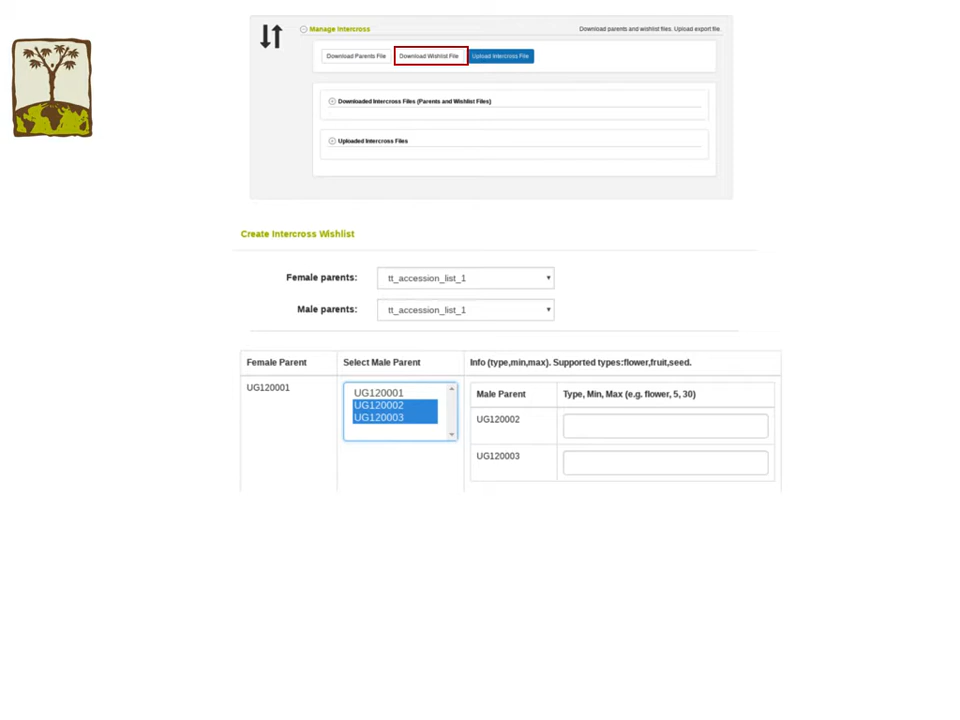 Manage Intercross
Download parents and wishlist files. Upload export file.
Download Parents File
Download Wishlist File
Upload Intercross File
Downloaded Intercross Files (Parents and Wishlist Files)
Uploaded Intercross Files
Create Intercross Wishlist
Female parents: tt_accession_list_1
Male parents: tt_accession_list_1
Female Parent
Select Male Parent
Info (type,min,max). Supported types:flower,fruit,seed.
UG120001
UG120001
UG120002
UG120003
Male Parent
Type, Min, Max (e.g. flower, 5, 30)
UG120002
UG120003